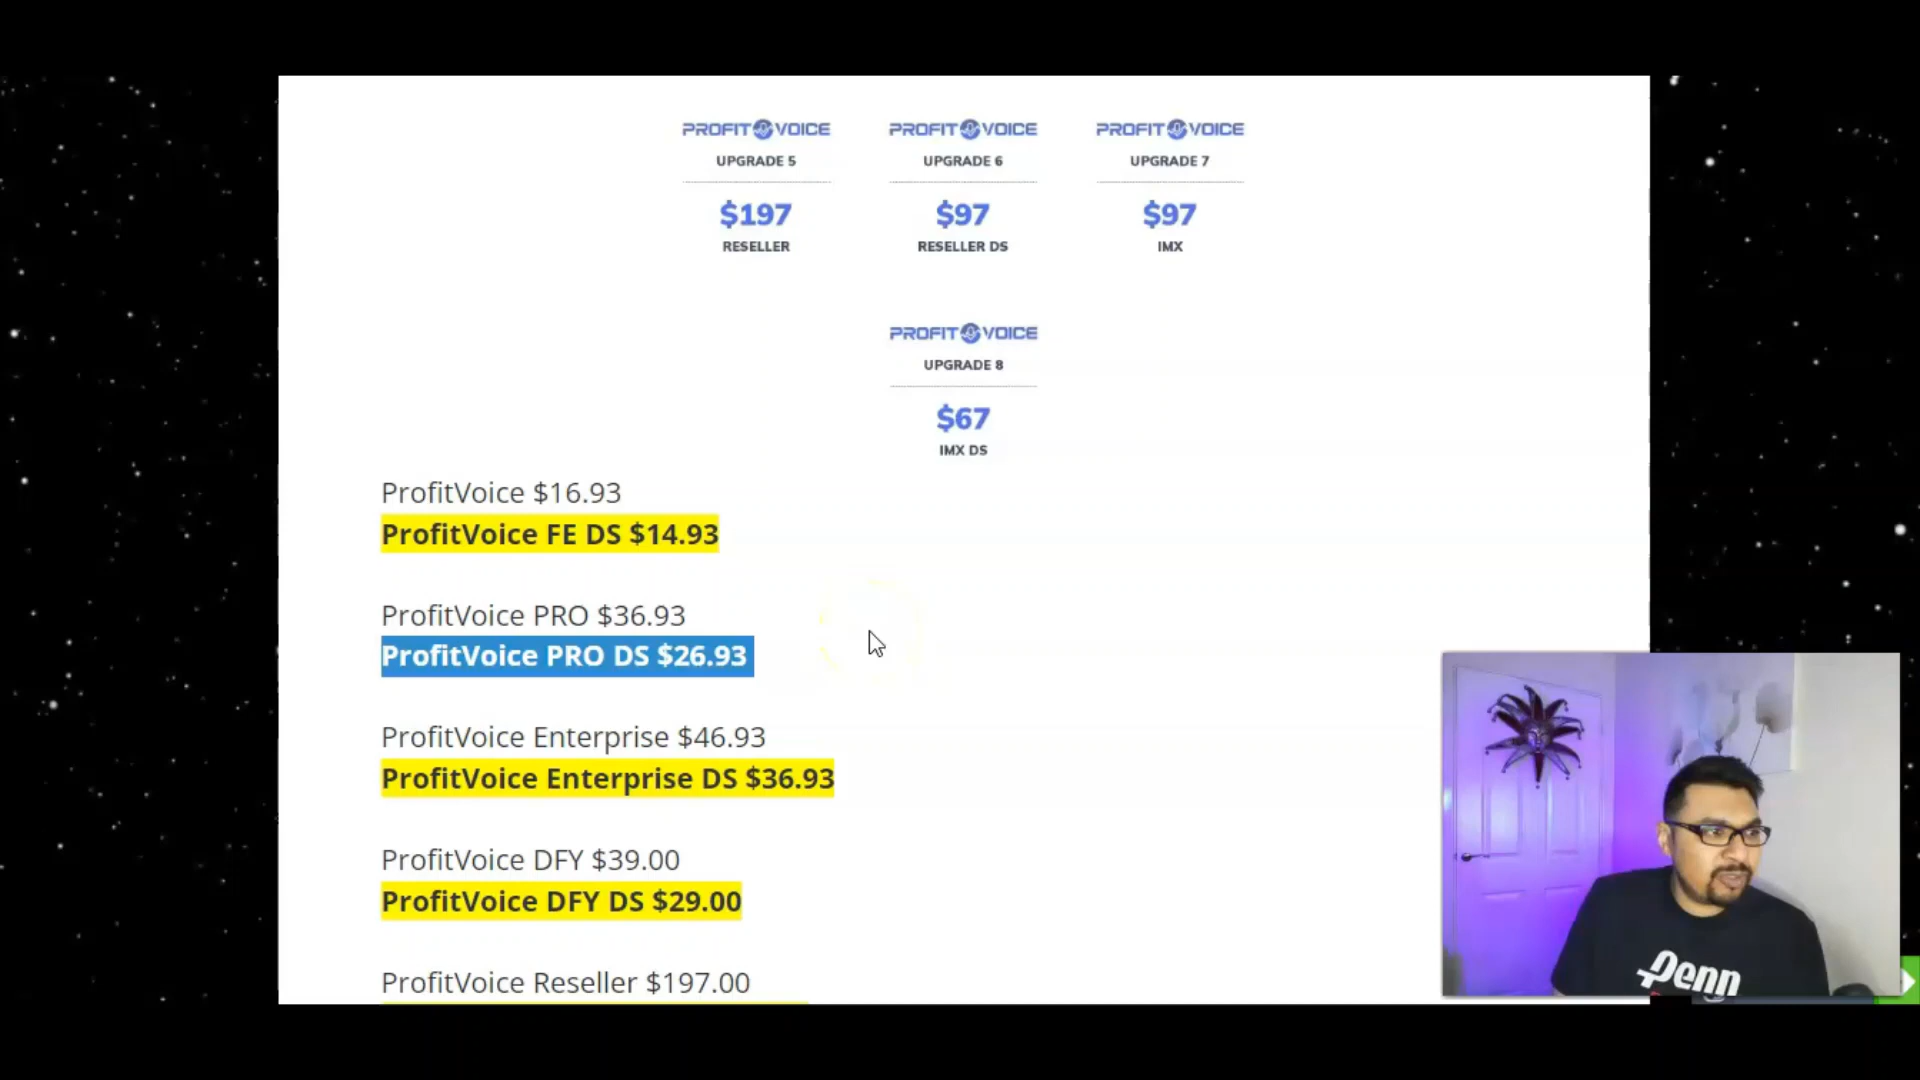 PROFIT VOICE PROFIT VOICE PROFIT VOICE
UPGRADE 5 UPGRADE 6 UPGRADE 7
$197 $97 $97
RESELLER RESELLER DS IMX
PROFIT VOICE
UPGRADE 8
$67
IMX DS
ProfitVoice $16.93
ProfitVoice FE DS $14.93
ProfitVoice PRO $36.93
ProfitVoice PRO DS $26.93
ProfitVoice Enterprise $46.93
ProfitVoice Enterprise DS $36.93
ProfitVoice DFY $39.00
ProfitVoice DFY DS $29.00
ProfitVoice Reseller $197.00
Penn